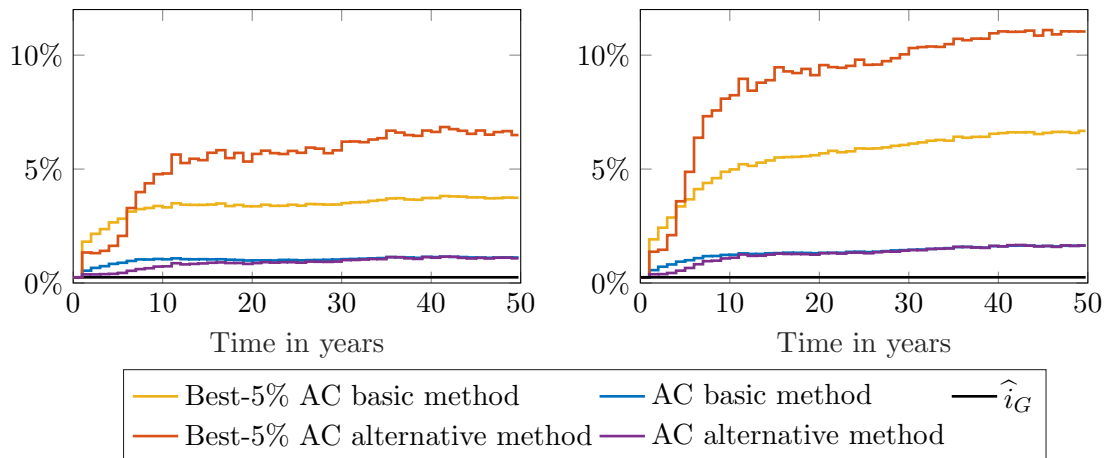 10%
5%
0%
0 10 20 30 40 50
Time in years
10%
5%
0%
0 10 20 30 40 50
Time in years
Best-5% AC basic method
AC basic method
$\widehat{i}_G$
Best-5% AC alternative method
AC alternative method